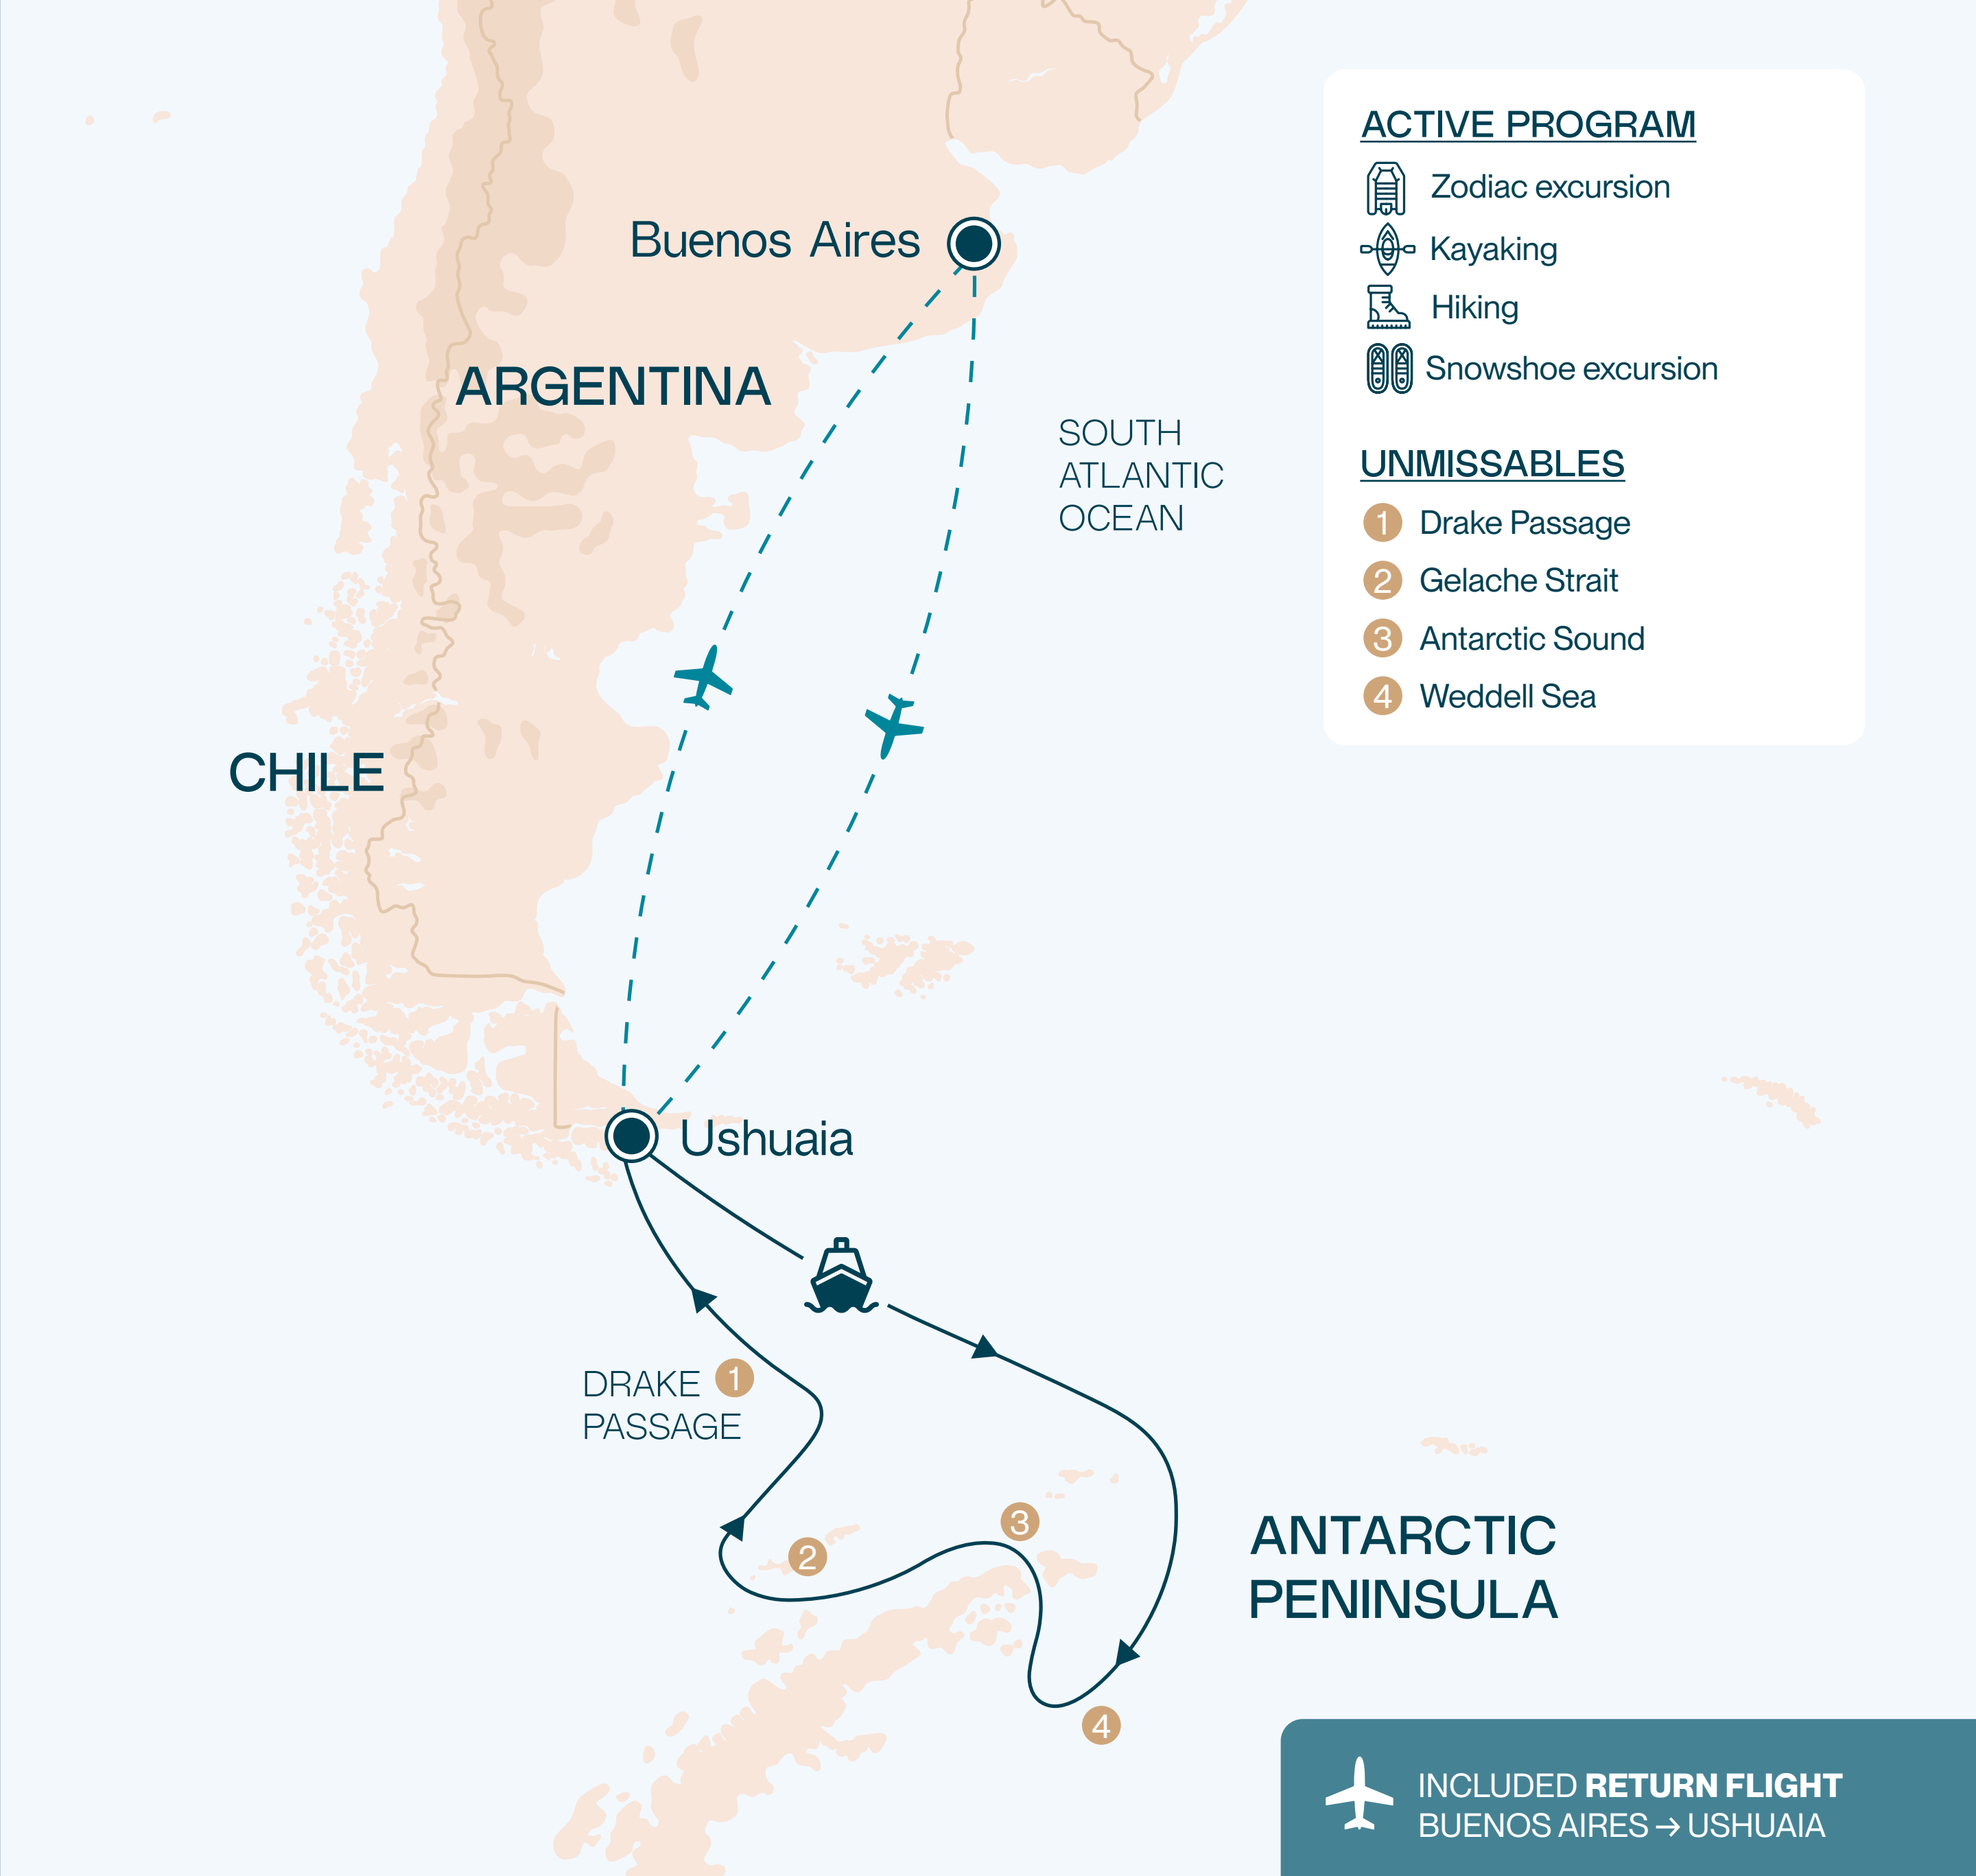 Buenos Aires
ARGENTINA
SOUTH
ATLANTIC
OCEAN
CHILE
Ushuaia
DRAKE 1
PASSAGE
2
3
4
ANTARCTIC
PENINSULA
ACTIVE PROGRAM
Zodiac excursion
Kayaking
Hiking
Snowshoe excursion
UNMISSABLES
1 Drake Passage
2 Gelache Strait
3 Antarctic Sound
4 Weddell Sea
INCLUDED RETURN FLIGHT
BUENOS AIRES → USHUAIA